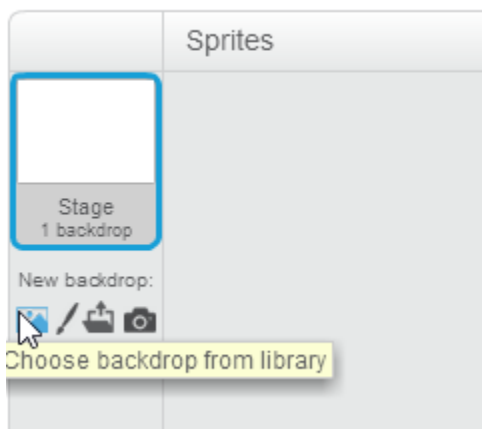 Sprites
Stage
1 backdrop
New backdrop:
Choose backdrop from library